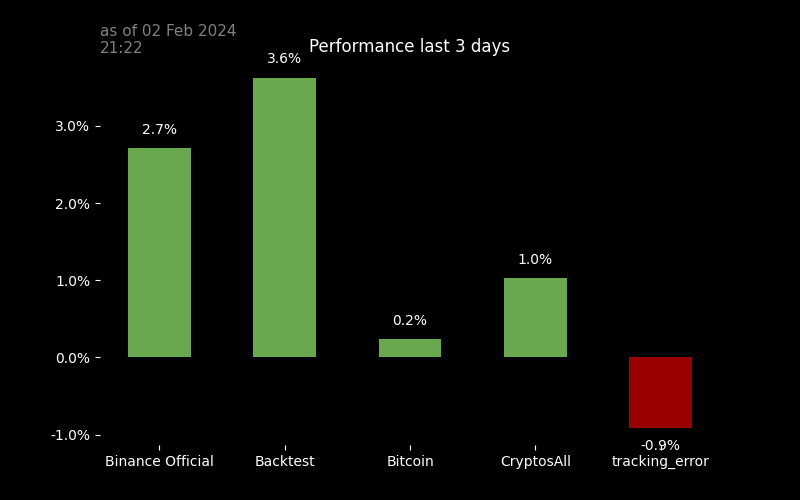 as of 02 Feb 2024
21:22
Performance last 3 days
3.6%
2.7%
0.2%
1.0%
-0.9%
3.0%
2.0%
1.0%
0.0%
-1.0%
Binance Official
Backtest
Bitcoin
CryptosAll
tracking_error